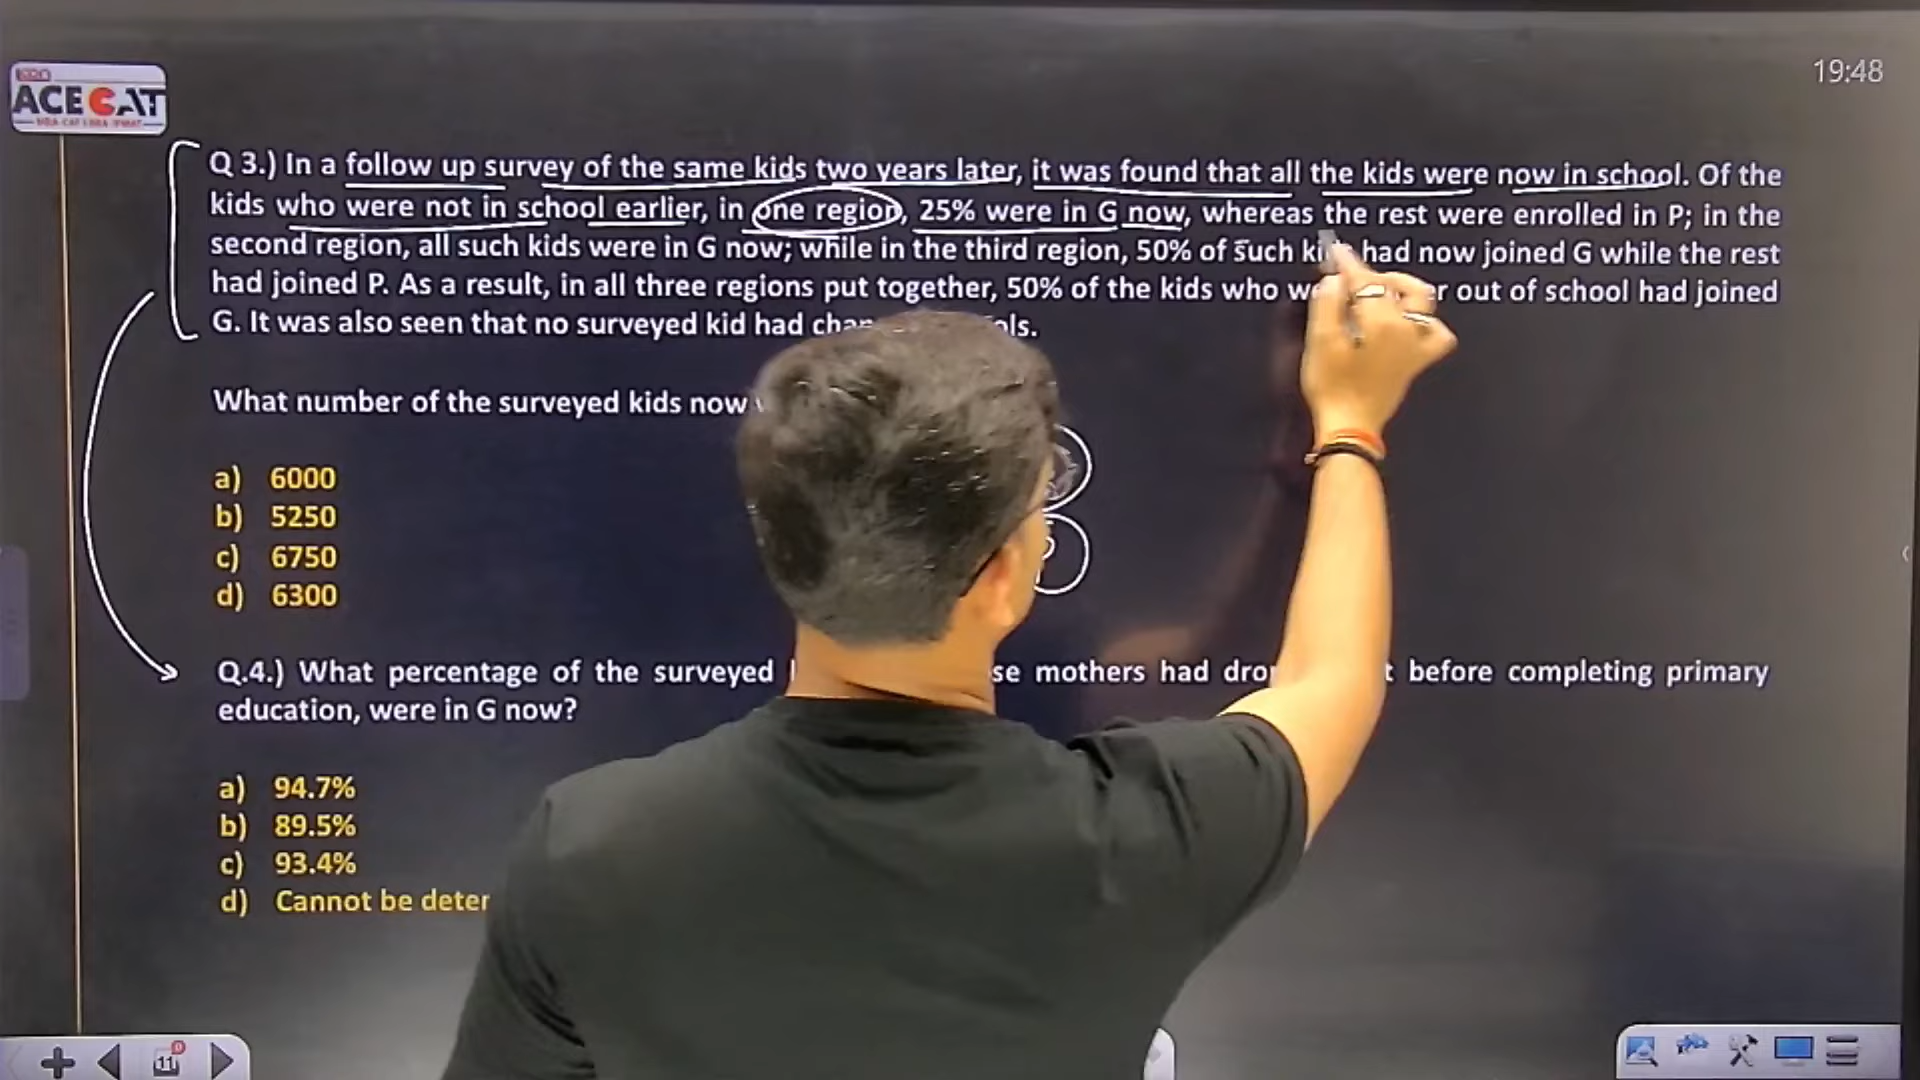 19:48
ACE CAT
Q 3.) In a follow up survey of the same kids two years later, it was found that all the kids were now in school. Of the
kids who were not in school earlier, in one region, 25% were in G now, whereas the rest were enrolled in P; in the
second region, all such kids were in G now; while in the third region, 50% of such had now joined G while the rest
had joined P. As a result, in all three regions put together, 50% of the kids who out of school had joined
G. It was also seen that no surveyed kid had
What number of the surveyed kids now
a) 6000
b) 5250
c) 6750
d) 6300
Q.4.) What percentage of the surveyed mothers had before completing primary
education, were in G now?
a) 94.7%
b) 89.5%
c) 93.4%
d) Cannot be
11